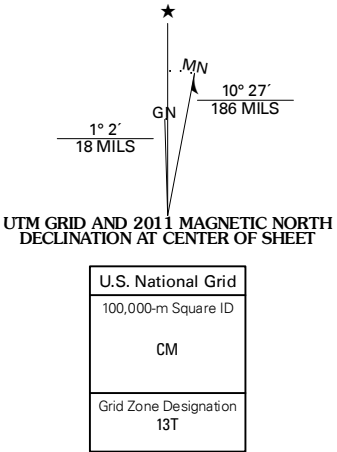 ★
MN
GN
10° 27´
186 MILS
1° 2´
18 MILS
UTM GRID AND 2011 MAGNETIC NORTH
DECLINATION AT CENTER OF SHEET
U.S. National Grid
100,000-m Square ID
CM
Grid Zone Designation
13T